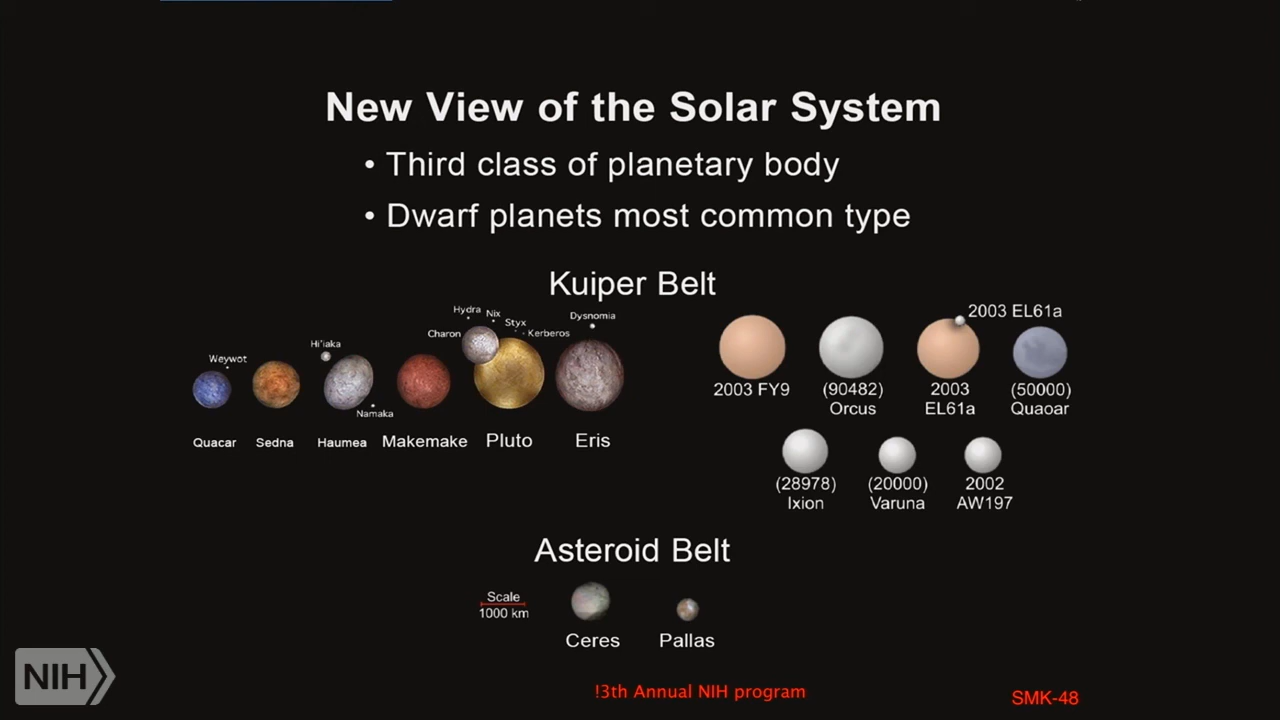 New View of the Solar System
• Third class of planetary body
• Dwarf planets most common type
Kuiper Belt
Weywot
Hi'iaka
Namaka
Charon
Hydra
Nix
Styx
Kerberos
Dysnomia
Quacar
Sedna
Haumea
Makemake
Pluto
Eris
2003 EL61a
2003 FY9
(90482)
Orcus
2003
EL61a
(50000)
Quaoar
(28978)
Ixion
(20000)
Varuna
2002
AW197
Asteroid Belt
Scale
1000 km
Ceres
Pallas
NIH
!3th Annual NIH program
SMK-48